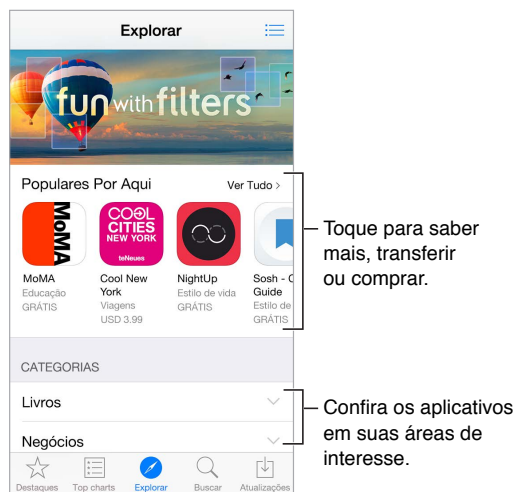 Explorar
fun with filters
Populares Por Aqui
Ver Tudo >
MoMA
COOL
CITIES
NEW YORK
teNeues
MoMA
Educação
GRÁTIS
Cool New
York
Viagens
USD 3.99
NightUp
Estilo de vida
GRÁTIS
Sosh - C
Guide
Estilo de
GRÁTIS
Toque para saber
mais, transferir
ou comprar.
CATEGORIAS
Livros
Negócios
Confira os aplicativos
em suas áreas de
interesse.
Destaques
Top charts
Explorar
Buscar
Atualizações